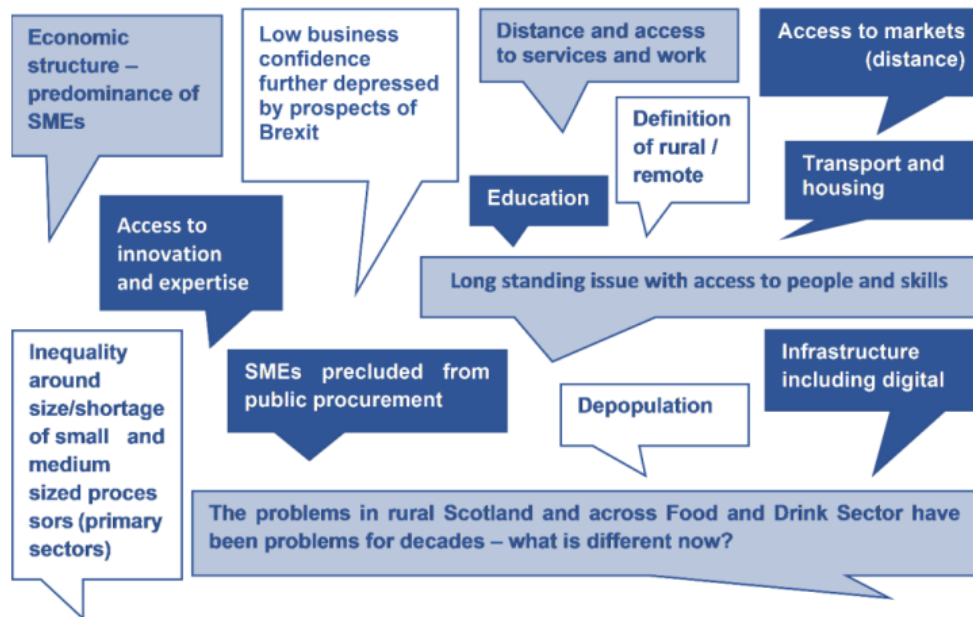 Economic
structure –
predominance of
SMEs
Low business
confidence
further depressed
by prospects of
Brexit
Distance and access
to services and work
Access to markets
(distance)
Definition
of rural /
remote
Transport and
housing
Education
Access to
innovation
and expertise
Long standing issue with access to people and skills
Inequality
around
size/shortage
of small and
medium
sized proces
sors (primary
sectors)
SMEs precluded from
public procurement
Depopulation
Infrastructure
including digital
The problems in rural Scotland and across Food and Drink Sector have
been problems for decades – what is different now?